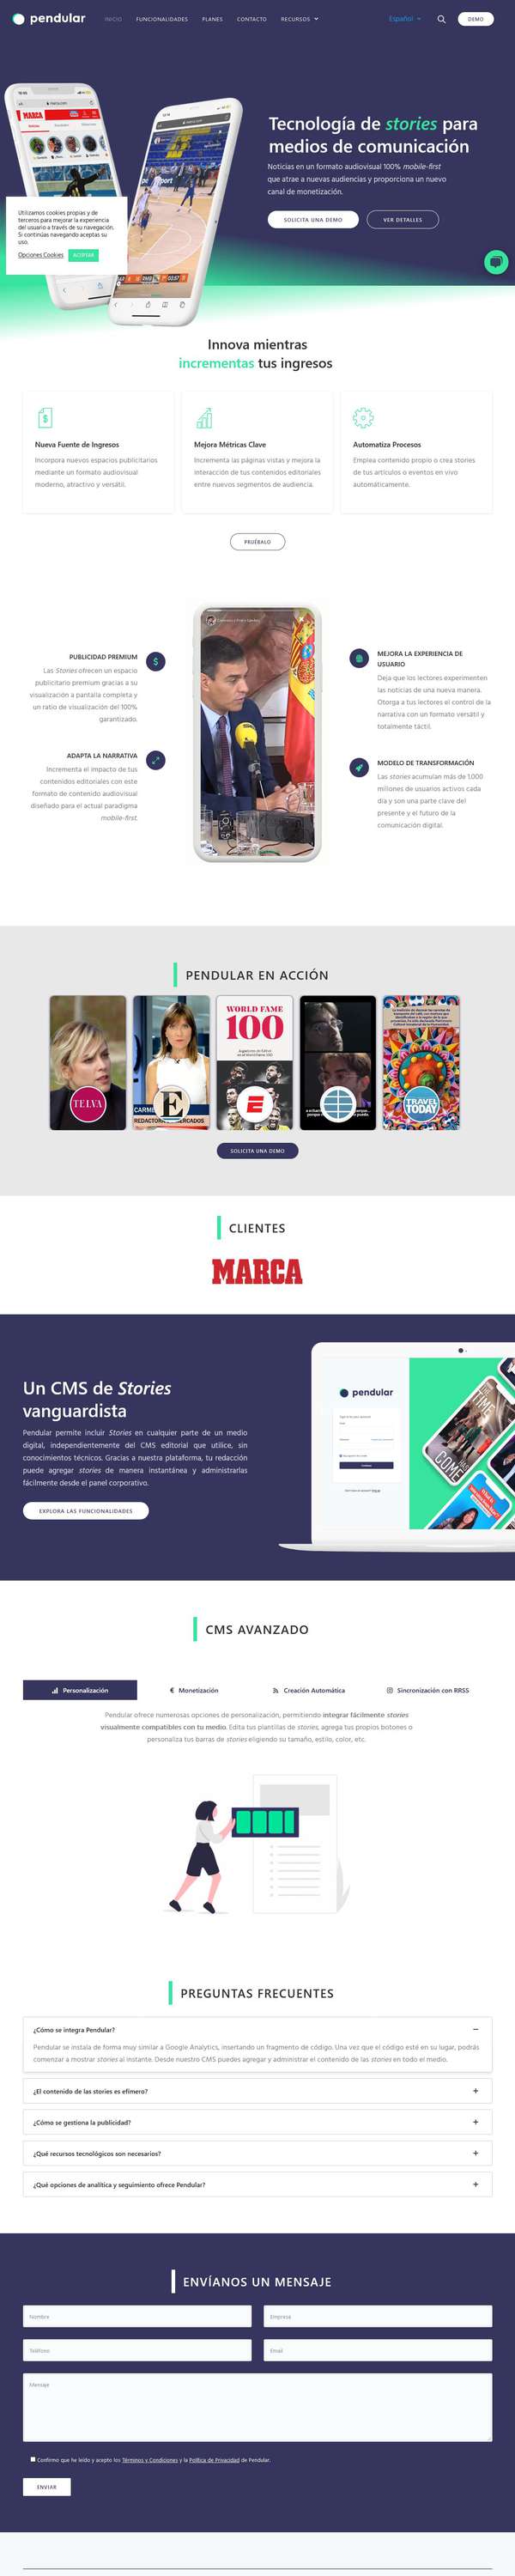 pendular
INICIO
FUNCIONALIDADES
PLANES
CONTACTO
RECURSOS
Español
DEMO
Tecnología de stories para
medios de comunicación
Noticias en un formato audiovisual 100% mobile-first
que atrae a nuevas audiencias y proporciona un nuevo
canal de monetización.
SOLICITA UNA DEMO
VER DETALLES
MARCA
Utilizamos cookies propias y de
terceros para mejorar la experiencia
del usuario a través de su navegación.
Si continúas navegando aceptas su
uso.
Opciones Cookies
ACEPTAR
Innova mientras
incrementas tus ingresos
Nueva Fuente de Ingresos
Incorpora nuevos espacios publicitarios
mediante un formato audiovisual
moderno, atractivo y versátil.
Mejora Métricas Clave
Incrementa las páginas vistas y mejora la
interacción de tus contenidos editoriales
entre nuevos segmentos de audiencia.
Automatiza Procesos
Emplea contenido propio o crea stories
de tus artículos o eventos en vivo
automáticamente.
PRUÉBALO
PUBLICIDAD PREMIUM
Las Stories ofrecen un espacio
publicitario premium gracias a su
visualización a pantalla completa y
un ratio de visualización del 100%
garantizado.
ADAPTA LA NARRATIVA
Incrementa el impacto de tus
contenidos editoriales con este
formato de contenido audiovisual
diseñado para el actual paradigma
mobile-first.
MEJORA LA EXPERIENCIA DE
USUARIO
Deja que los lectores experimenten
las noticias de una nueva manera.
Otorga a tus lectores el control de la
narrativa con un formato versátil y
totalmente táctil.
MODELO DE TRANSFORMACIÓN
Las stories acumulan más de 1.000
millones de usuarios activos cada
día y son una parte clave del
presente y el futuro de la
comunicación digital.
PENDULAR EN ACCIÓN
TELVA
E
WORLD FAME
100
E
TRAVEL
TODAY
SOLICITA UNA DEMO
CLIENTES
MARCA
Un CMS de Stories
vanguardista
Pendular permite incluir Stories en cualquier parte de un medio
digital, independientemente del CMS editorial que utilice, sin
conocimientos técnicos. Gracias a nuestra plataforma, tu redacción
puede agregar stories de manera instantánea y administrarlas
fácilmente desde el panel corporativo.
EXPLORA LAS FUNCIONALIDADES
pendular
CMS AVANZADO
Personalización
Monetización
Creación Automática
Sincronización con RRSS
Pendular ofrece numerosas opciones de personalización, permitiendo integrar fácilmente stories
visualmente compatibles con tu medio. Edita tus plantillas de stories, agrega tus propios botones o
personaliza tus barras de stories eligiendo su tamaño, estilo, color, etc.
PREGUNTAS FRECUENTES
¿Cómo se integra Pendular?
Pendular se instala de forma muy similar a Google Analytics, insertando un fragmento de código. Una vez que el código esté en su lugar, podrás
comenzar a mostrar stories al instante. Desde nuestro CMS puedes agregar y administrar el contenido de las stories en todo el medio.
¿El contenido de las stories es efímero?
¿Cómo se gestiona la publicidad?
¿Qué recursos tecnológicos son necesarios?
¿Qué opciones de analítica y seguimiento ofrece Pendular?
ENVÍANOS UN MENSAJE
Nombre
Empresa
Teléfono
Email
Mensaje
Confirmo que he leído y acepto los Términos y Condiciones y la Política de Privacidad de Pendular.
ENVIAR